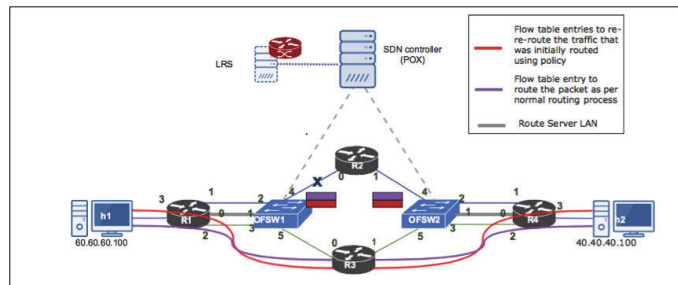 SDN controller
(POX)
LRS
Flow table entries to re-
re-route the traffic that
was initially routed
using policy
Flow table entry to
route the packet as per
normal routing process
Route Server LAN
R2
0
1
X
4
4
3
1
2
2
1
3
h1
R1
0
1
OFSW1
OFSW2
1
0
R4
h2
2
3
3
2
60.60.60.100
5
0
1
5
40.40.40.100
R3